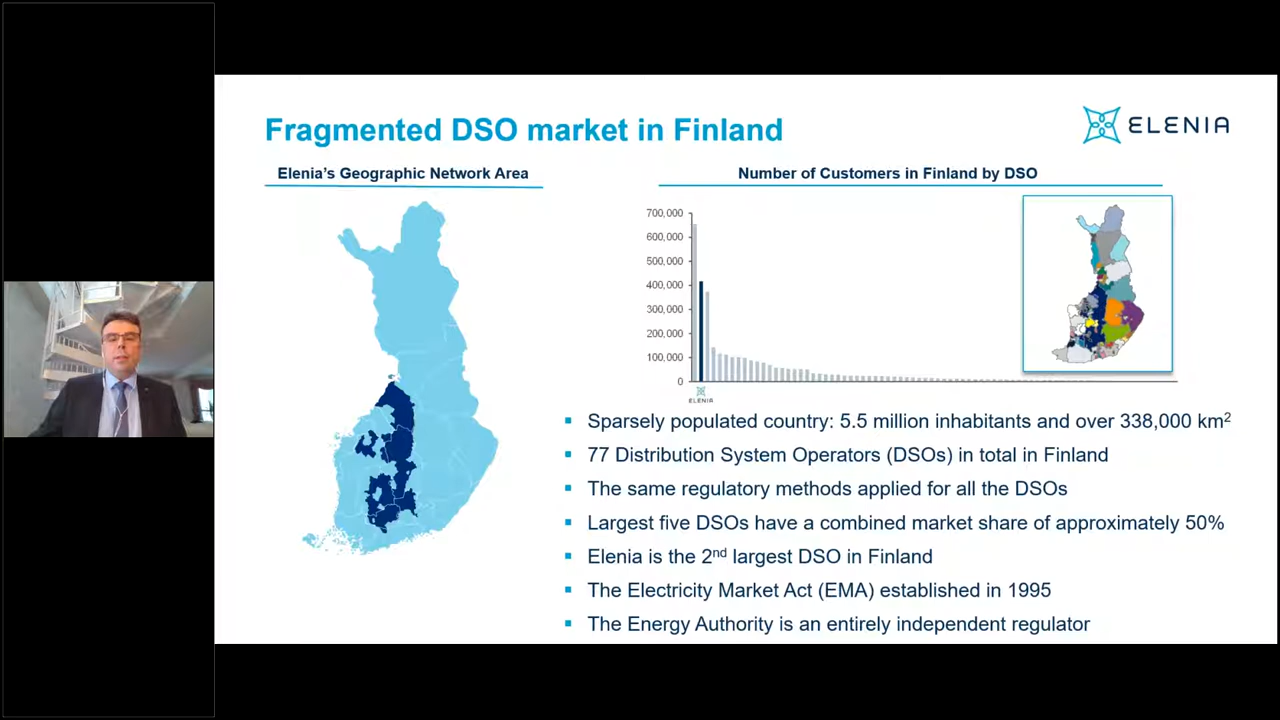 Fragmented DSO market in Finland
ELENIA
Elenia's Geographic Network Area
Number of Customers in Finland by DSO
700,000
600,000
500,000
400,000
300,000
200,000
100,000
0
ELENIA
▪ Sparsely populated country: 5.5 million inhabitants and over 338,000 km²
▪ 77 Distribution System Operators (DSOs) in total in Finland
▪ The same regulatory methods applied for all the DSOs
▪ Largest five DSOs have a combined market share of approximately 50%
▪ Elenia is the 2nd largest DSO in Finland
▪ The Electricity Market Act (EMA) established in 1995
▪ The Energy Authority is an entirely independent regulator